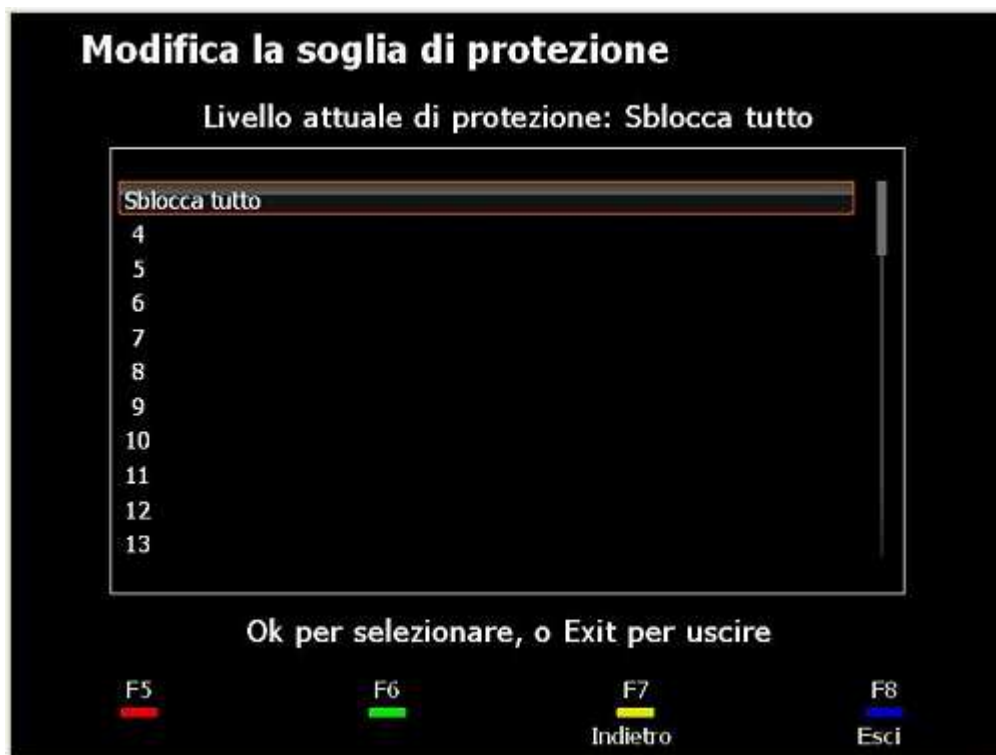 Modifica la soglia di protezione
Livello attuale di protezione: Sblocca tutto
Sblocca tutto
4
5
6
7
8
9
10
11
12
13
Ok per selezionare, o Exit per uscire
F5 F6 F7 F8
Indietro Esci